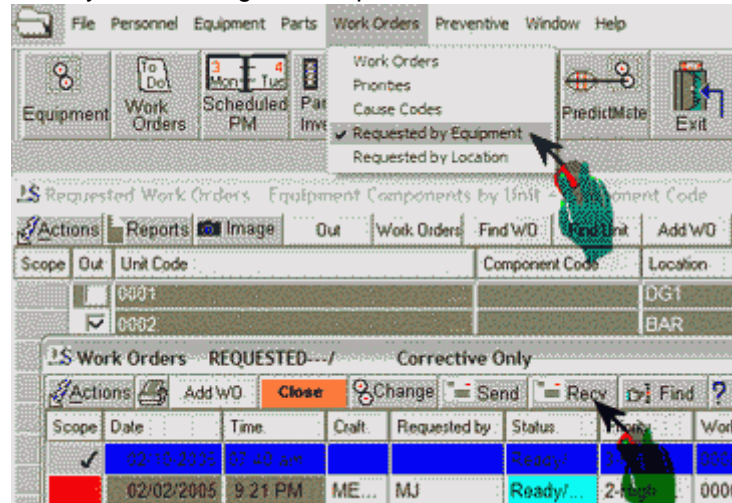 File Personnel Equipment Parts Work Orders Preventive Window Help
Work Orders
Priorities
Cause Codes
Requested by Equipment
Requested by Location
Equipment
To Do
Work Orders
3 4
Mon Tue
Scheduled PM
PredictMate
Exit
Requested Work Orders Equipment Components by Unit
Code
Actions Reports Image Out Work Orders Find WO Find Unit Add WO
Scope Out Unit Code Component Code Location
0001 DG1
0002 BAR
Work Orders REQUESTED---/ Corrective Only
Actions Add WO Close Change Send Recv Find ?
Scope Date Time Craft Requested by Status
02/10/2005 07:40 am Ready/
02/02/2005 9:21 PM ME... MJ Ready/...